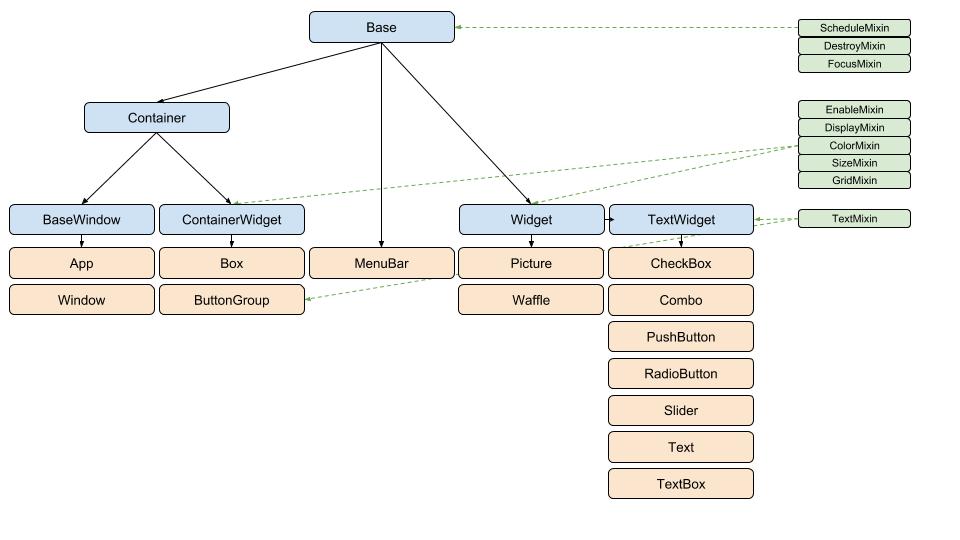 Base
ScheduleMixin
DestroyMixin
FocusMixin
Container
EnableMixin
DisplayMixin
ColorMixin
SizeMixin
GridMixin
BaseWindow
ContainerWidget
Widget
TextWidget
TextMixin
App
Box
MenuBar
Picture
CheckBox
Window
ButtonGroup
Waffle
Combo
PushButton
RadioButton
Slider
Text
TextBox